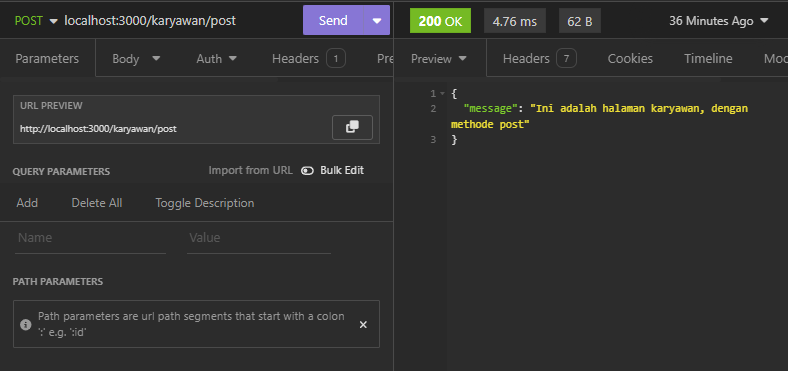 POST localhost:3000/karyawan/post Send
200 OK 4.76 ms 62 B 36 Minutes Ago
Parameters Body Auth Headers 1 Pre
Preview Headers 7 Cookies Timeline Moc
URL PREVIEW
http://localhost:3000/karyawan/post
QUERY PARAMETERS Import from URL Bulk Edit
Add Delete All Toggle Description
Name Value
PATH PARAMETERS
Path parameters are url path segments that start with a colon
':' e.g. ':id'
1 {
2 "message": "Ini adalah halaman karyawan, dengan
methode post"
3 }